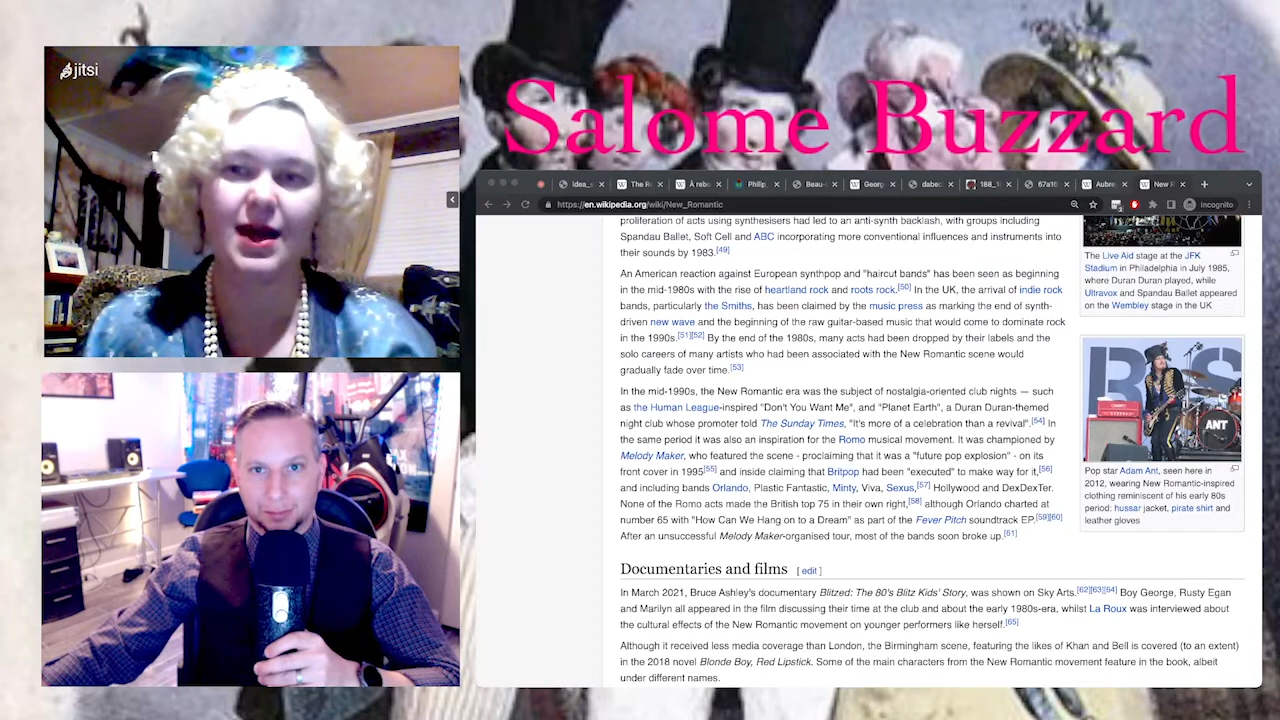 jitsi
Salome Buzzard
idea_s
The R
À reb
Philip
Beau-
Georg
dabec
188_1
67a16
Aubre
New R
https://en.wikipedia.org/wiki/New_Romantic
Incognito
proliferation of acts using synthesisers had led to an anti-synth backlash, with groups including
Spandau Ballet, Soft Cell and ABC incorporating more conventional influences and instruments into
their sounds by 1983.[49]
An American reaction against European synthpop and "haircut bands" has been seen as beginning
in the mid-1980s with the rise of heartland rock and roots rock.[50] In the UK, the arrival of indie rock
bands, particularly the Smiths, has been claimed by the music press as marking the end of synth-
driven new wave and the beginning of the raw guitar-based music that would come to dominate rock
in the 1990s.[51][52] By the end of the 1980s, many acts had been dropped by their labels and the
solo careers of many artists who had been associated with the New Romantic scene would
gradually fade over time.[53]
In the mid-1990s, the New Romantic era was the subject of nostalgia-oriented club nights — such
as the Human League-inspired "Don't You Want Me" and "Planet Earth", a Duran Duran-themed
night club whose promoter told The Sunday Times, "It's more of a celebration than a revival".[54] In
the same period it was also an inspiration for the Romo musical movement. It was championed by
Melody Maker, who featured the scene - proclaiming that it was a "future pop explosion" - on its
front cover in 1995[55] and inside claiming that Britpop had been "executed" to make way for it,[56]
and including bands Orlando, Plastic Fantastic, Minty, Viva, Sexus,[57] Hollywood and DexDexTer.
None of the Romo acts made the British top 75 in their own right,[58] although Orlando charted at
number 65 with "How Can We Hang on to a Dream" as part of the Fever Pitch soundtrack EP.[59][60]
After an unsuccessful Melody Maker-organised tour, most of the bands soon broke up.[61]
The Live Aid stage at the JFK
Stadium in Philadelphia in July 1985,
where Duran Duran played, while
Ultravox and Spandau Ballet appeared
on the Wembley stage in the UK
ANT
Pop star Adam Ant, seen here in
2012, wearing New Romantic-inspired
clothing reminiscent of his early 80s
period: hussar jacket, pirate shirt and
leather gloves
Documentaries and films [ edit ]
In March 2021, Bruce Ashley's documentary Blitzed: The 80's Blitz Kids' Story, was shown on Sky Arts.[62][63][64] Boy George, Rusty Egan
and Marilyn all appeared in the film discussing their time at the club and about the early 1980s-era, whilst La Roux was interviewed about
the cultural effects of the New Romantic movement on younger performers like herself.[65]
Although it received less media coverage than London, the Birmingham scene, featuring the likes of Khan and Bell is covered (to an extent)
in the 2018 novel Blonde Boy, Red Lipstick. Some of the main characters from the New Romantic movement feature in the book, albeit
under different names.